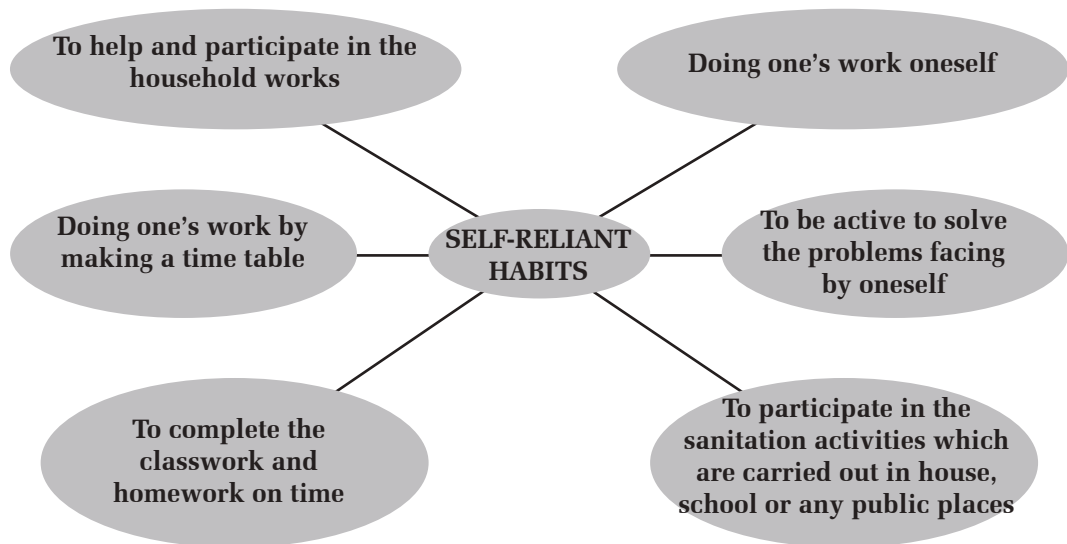 To help and participate in the
household works
Doing one's work oneself
Doing one's work by
making a time table
SELF-RELIANT
HABITS
To be active to solve
the problems facing
by oneself
To complete the
classwork and
homework on time
To participate in the
sanitation activities which
are carried out in house,
school or any public places